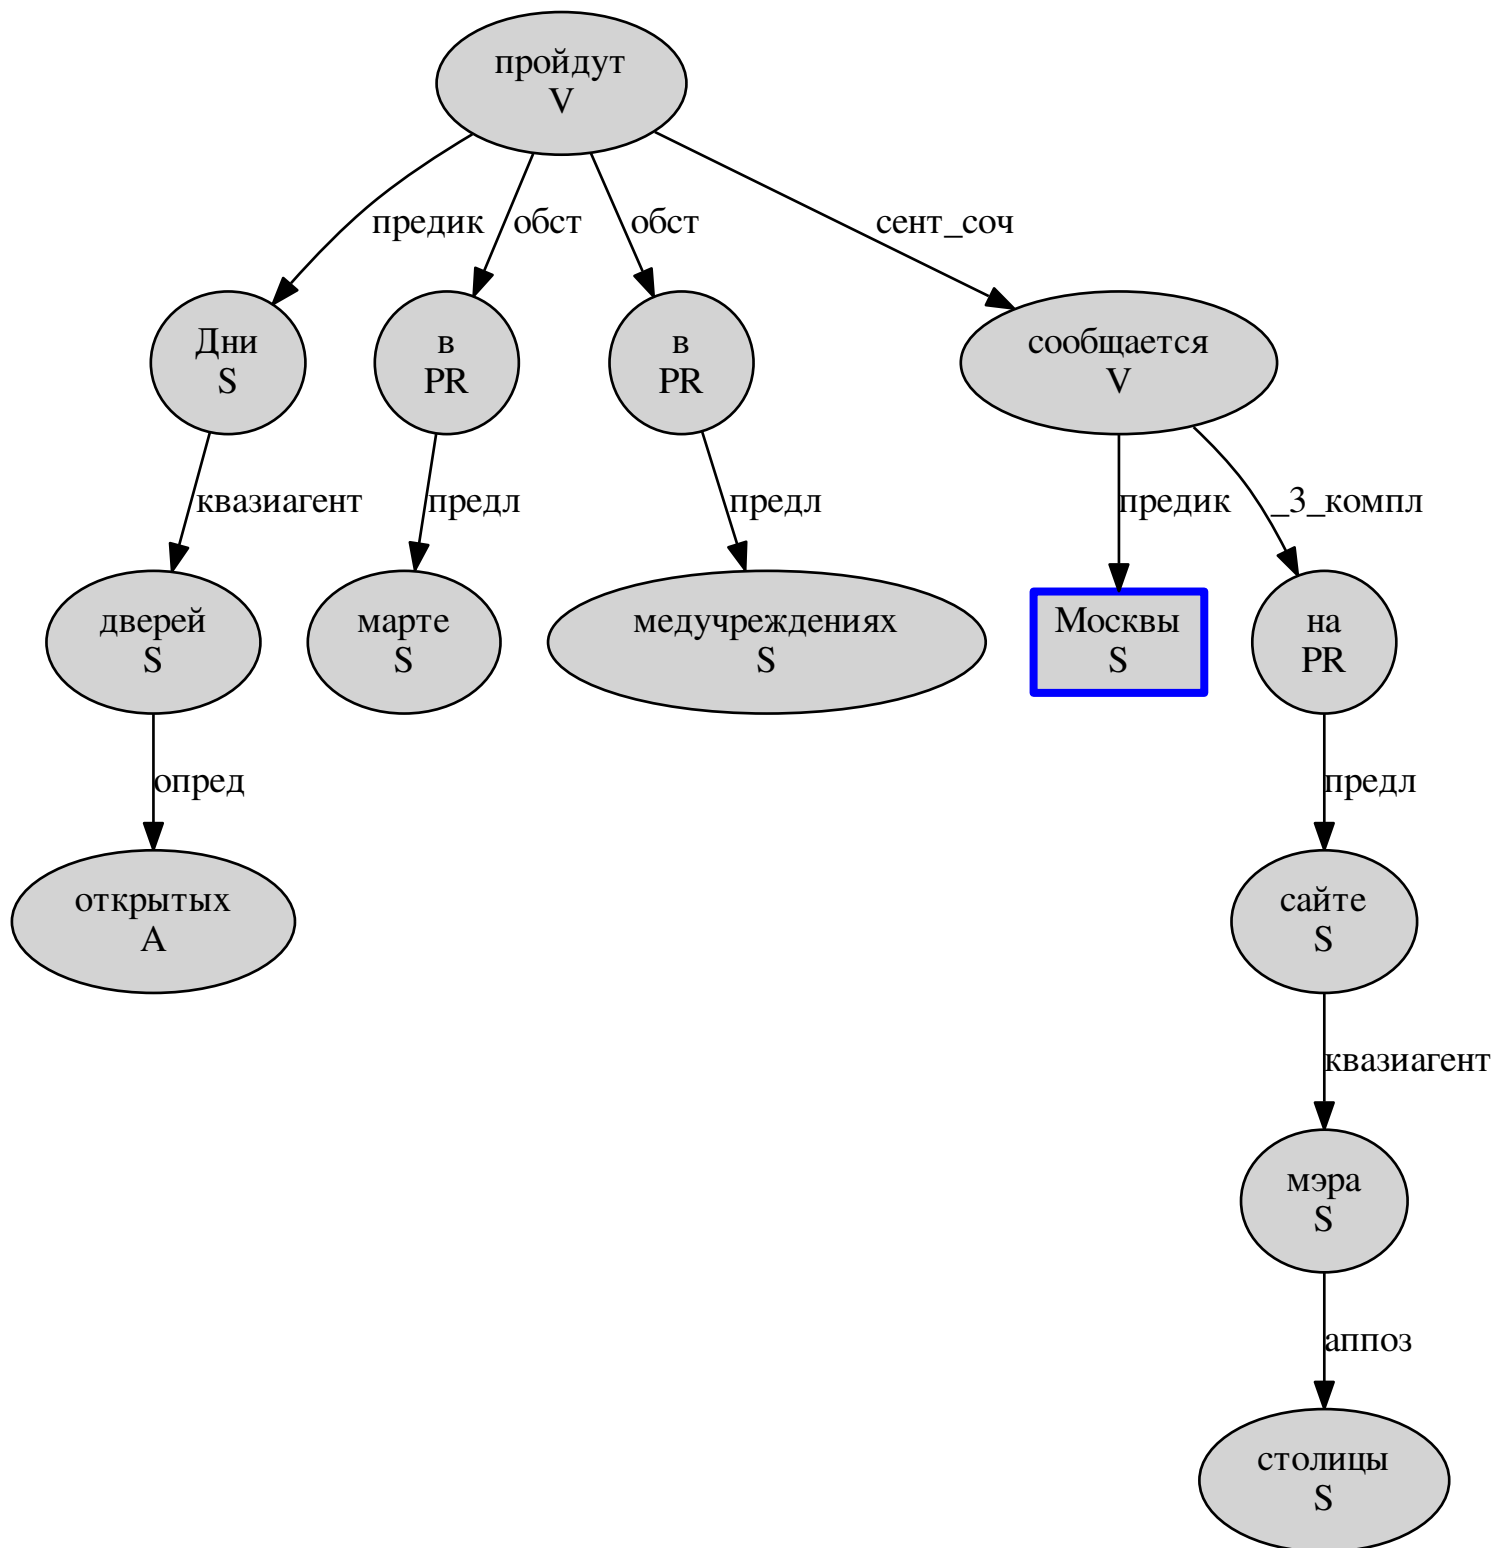 пройдут
V
предик
обст
обст
сент_соч
Дни
S
в
PR
в
PR
сообщается
V
квазиагент
предл
предл
предик
_3_компл
дверей
S
марте
S
медучреждениях
S
Москвы
S
на
PR
опред
предл
открытых
A
сайте
S
квазиагент
мэра
S
аппоз
столицы
S